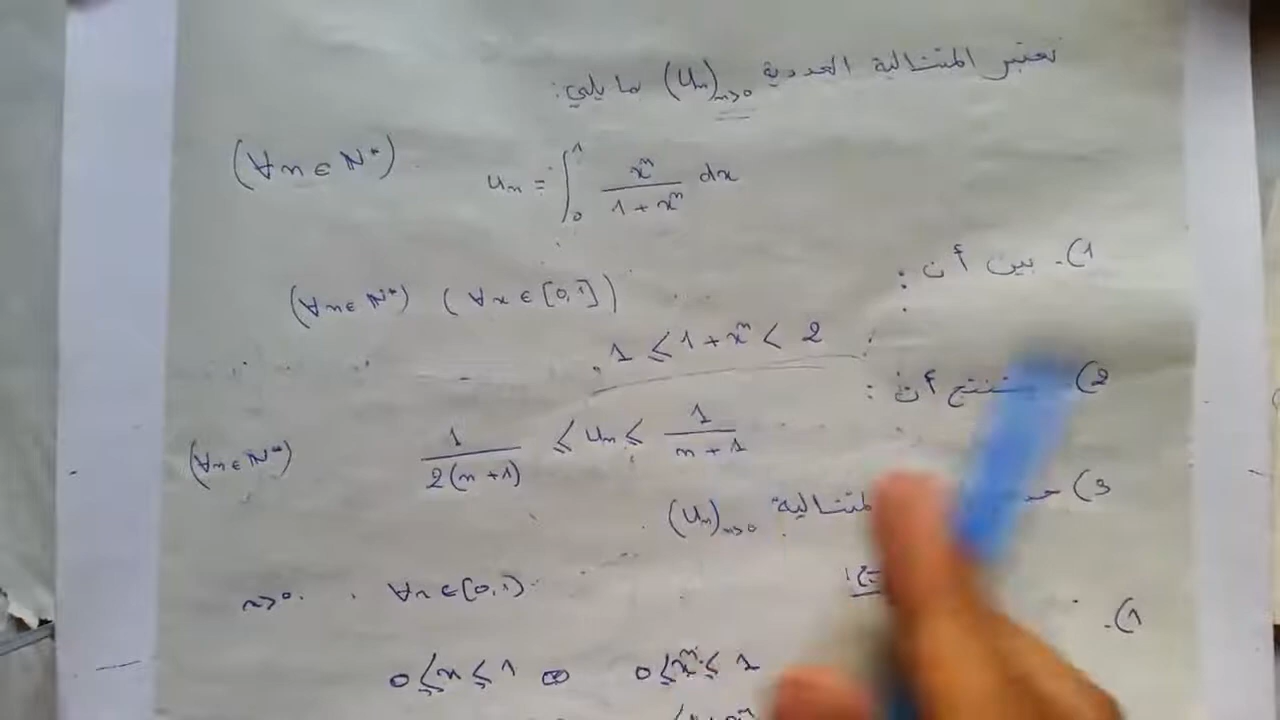 نعتبر المتتالية العددية (Un)n>0 بما يلي:
(∀n∈N*) Un = ∫₀¹ xⁿ/(1+xⁿ) dx
1)- بين أن:
(∀n∈N*) (∀x∈[0,1])
1 ≤ 1+xⁿ < 2
2) أن:
(∀n∈N*) 1/(2(n+1)) ≤ Un ≤ 1/(n+1)
3) (Un)n>0
1)- ∀x∈[0,1] n>0
0≤x≤1 ⇔ 0≤xⁿ≤1